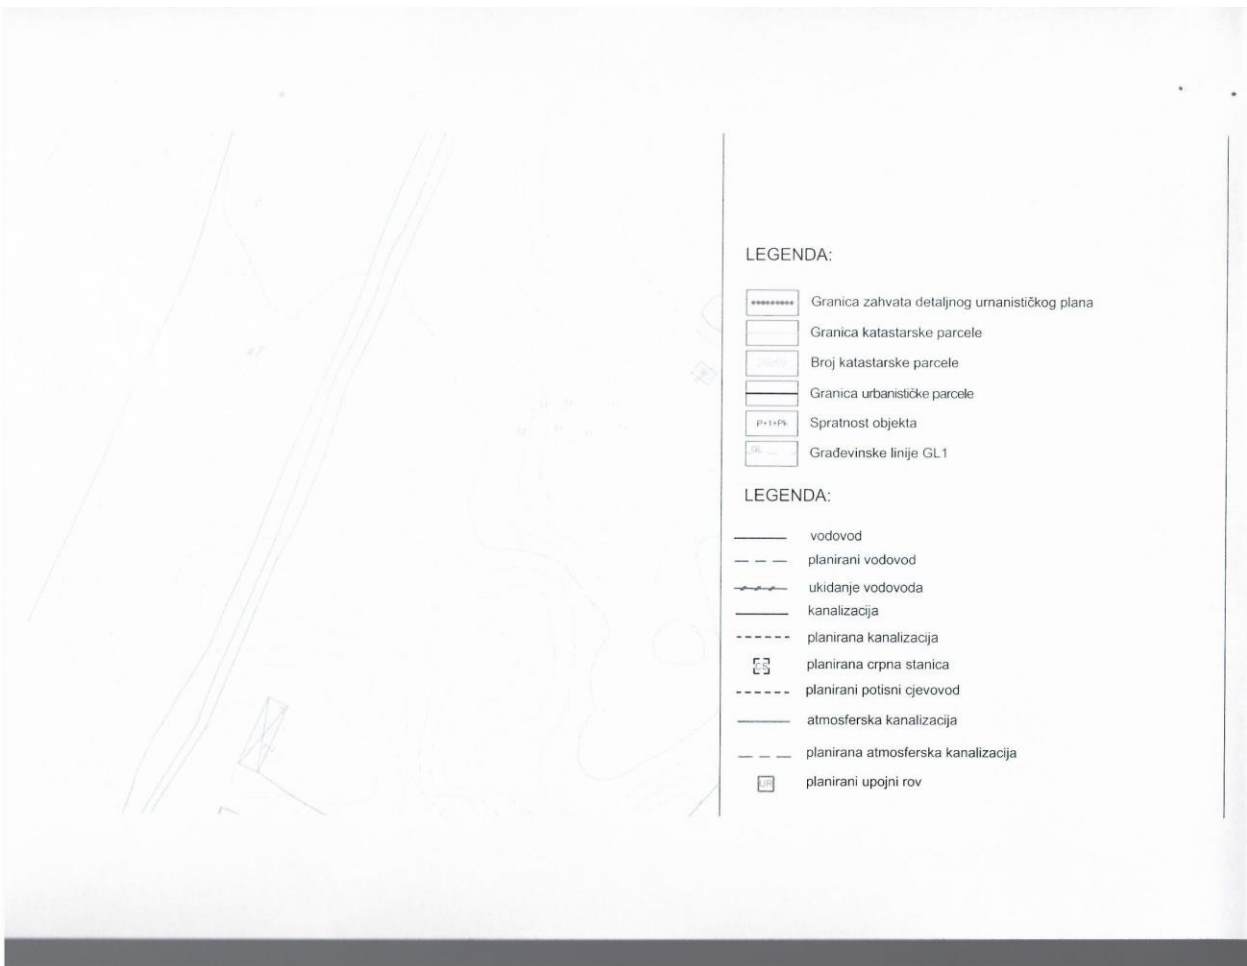 LEGENDA:
Granica zahvata detaljnog urnanističkog plana
Granica katastarske parcele
Broj katastarske parcele
Granica urbanističke parcele
P+1+Pk Spratnost objekta
GL Građevinske linije GL1
LEGENDA:
vodovod
planirani vodovod
ukidanje vodovoda
kanalizacija
planirana kanalizacija
CS planirana crpna stanica
planirani potisni cjevovod
atmosferska kanalizacija
planirana atmosferska kanalizacija
UR planirani upojni rov